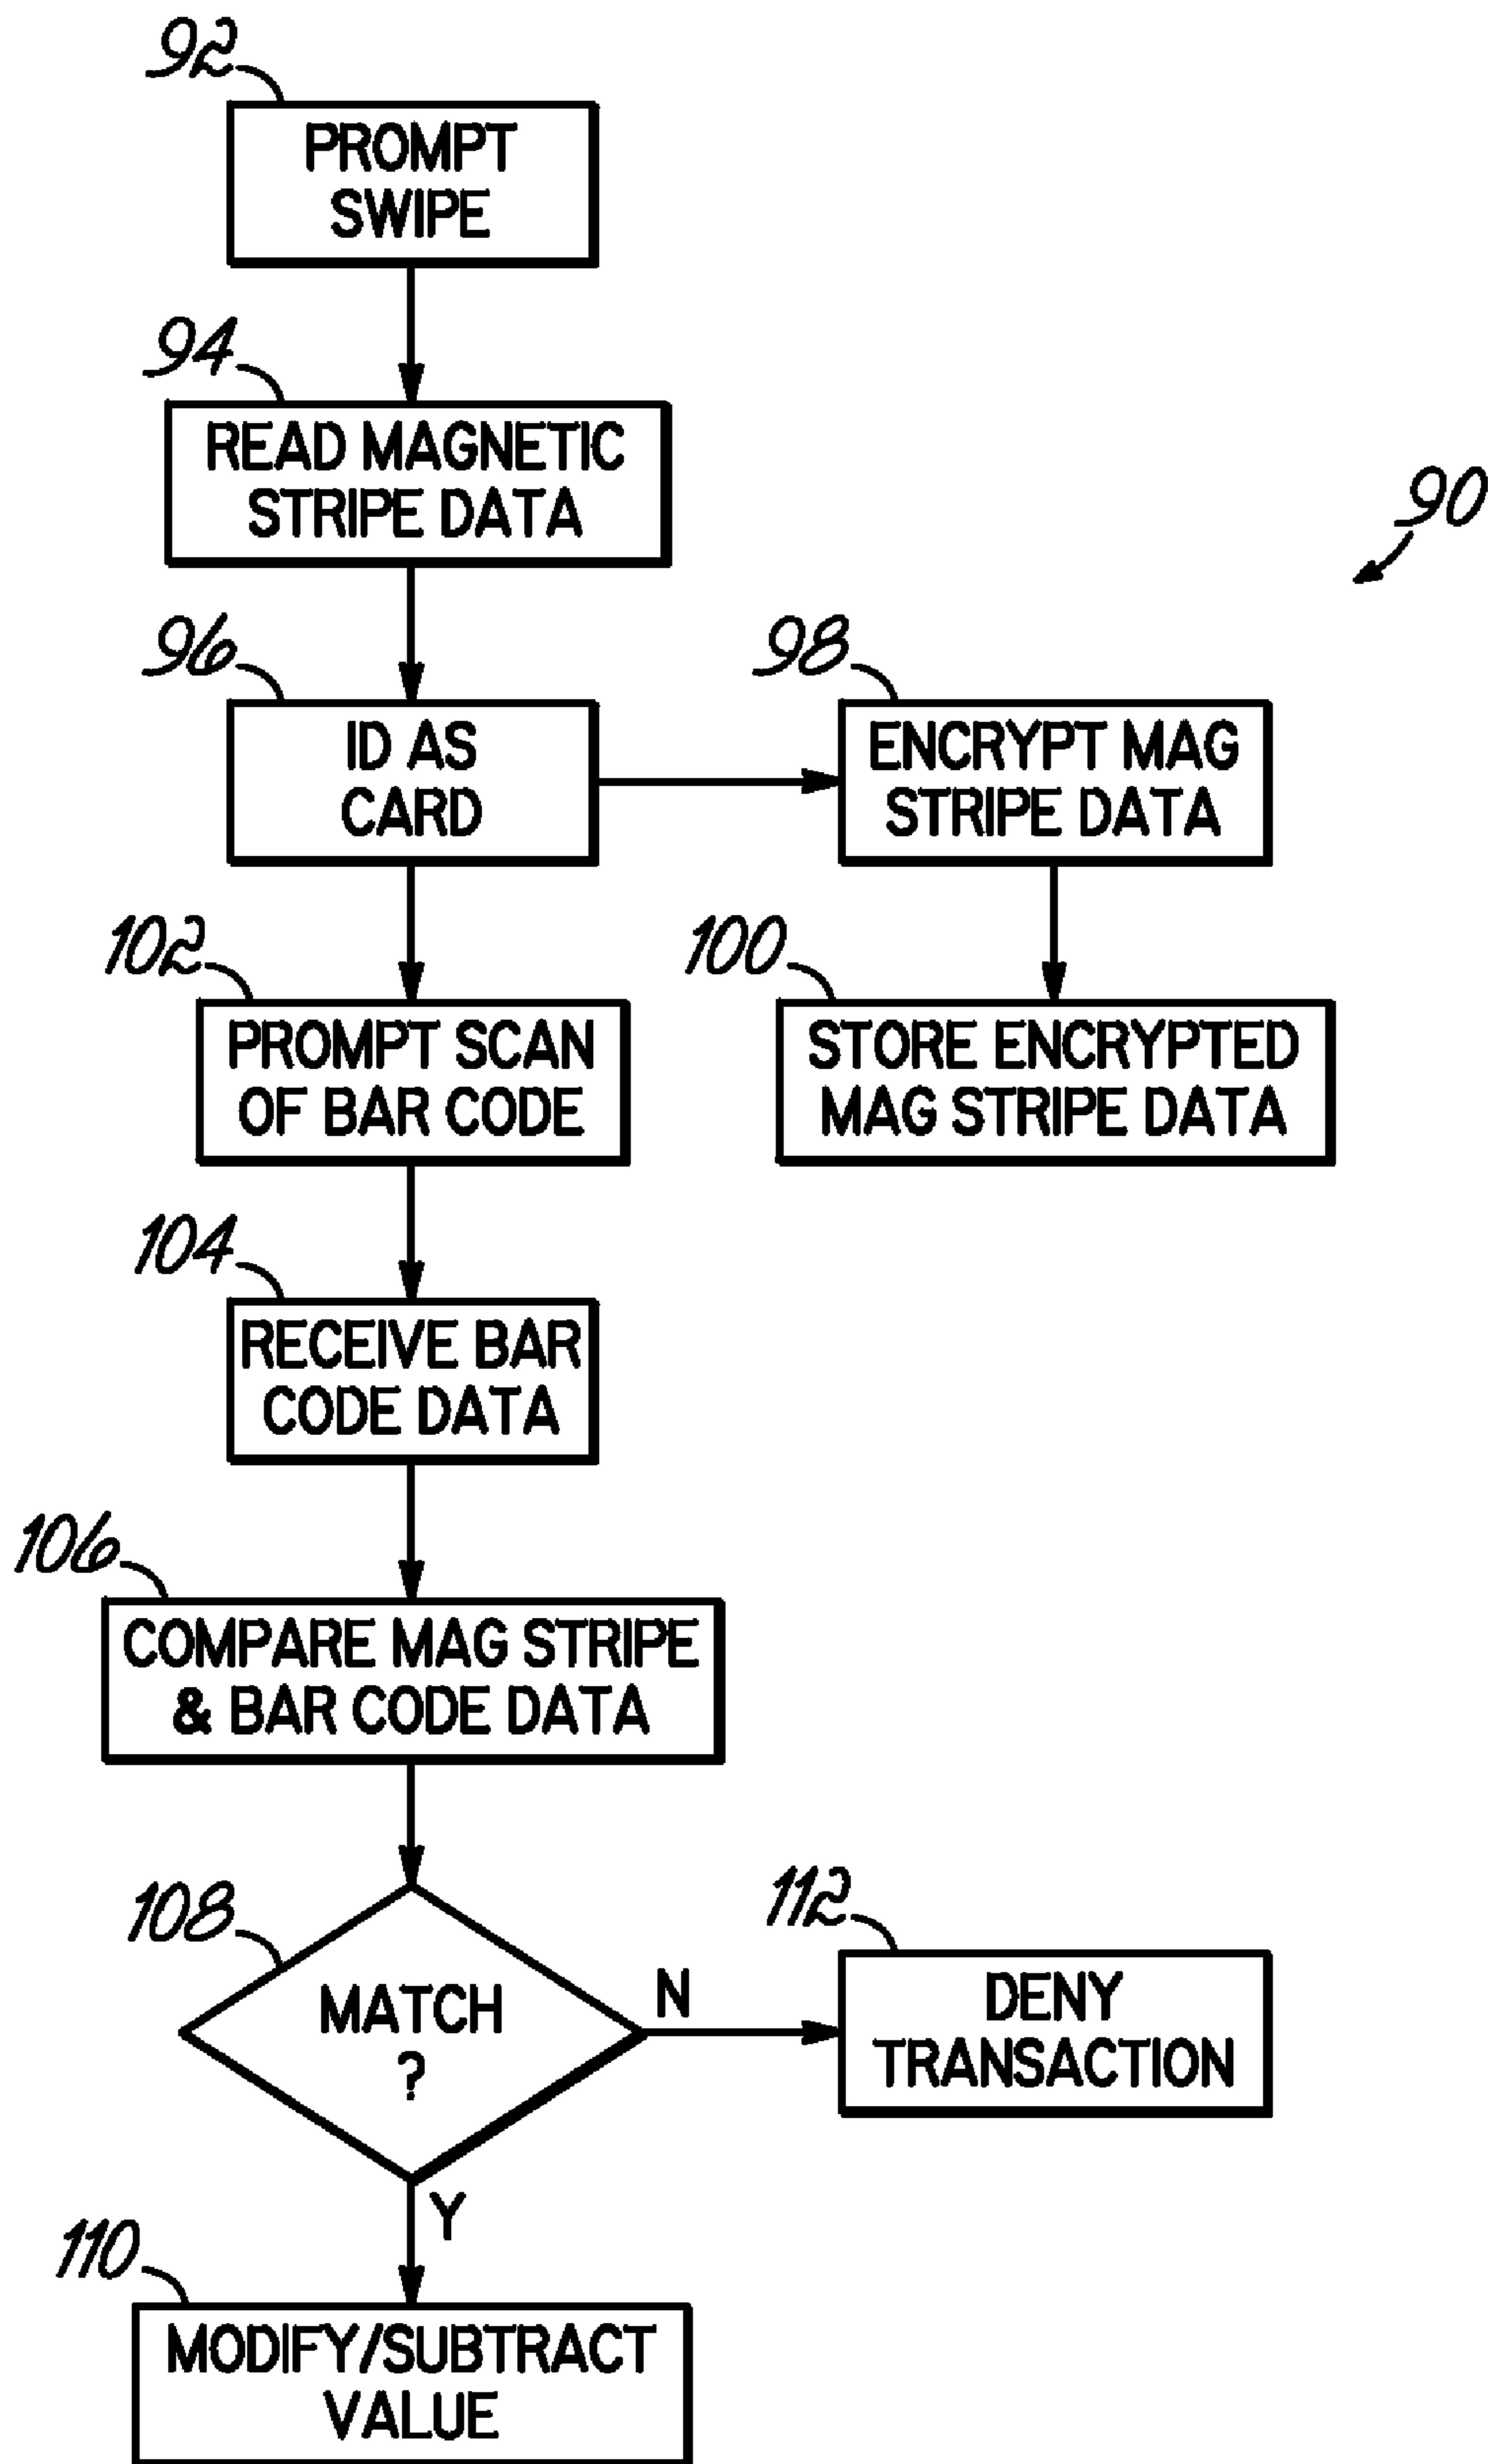 92
PROMPT
SWIPE
94
READ MAGNETIC
STRIPE DATA
90
96
ID AS
CARD
98
ENCRYPT MAG
STRIPE DATA
102
PROMPT SCAN
OF BAR CODE
100
STORE ENCRYPTED
MAG STRIPE DATA
104
RECEIVE BAR
CODE DATA
106
COMPARE MAG STRIPE
& BAR CODE DATA
108
MATCH
?
N
112
DENY
TRANSACTION
Y
110
MODIFY/SUBTRACT
VALUE